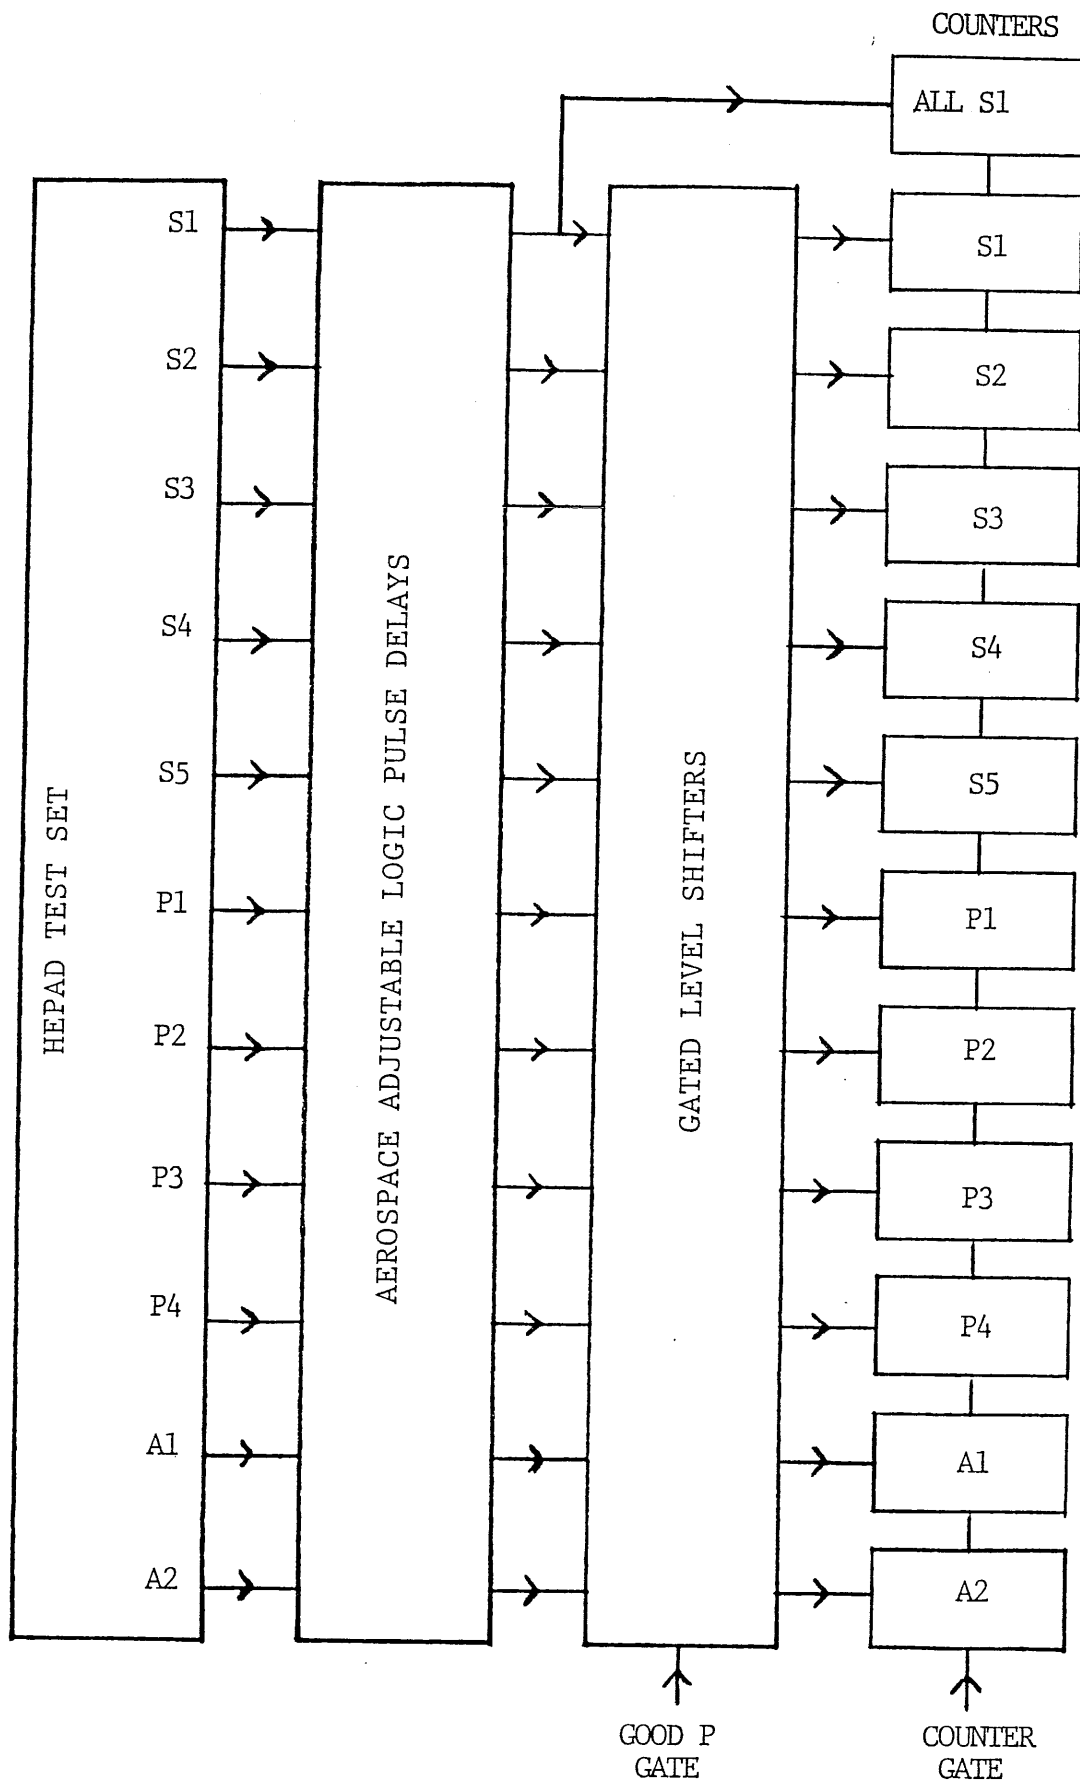 COUNTERS
ALL S1
S1
S1
S2
S2
S3
S3
S4
S4
S5
S5
P1
P1
P2
P2
P3
P3
P4
P4
A1
A1
A2
A2
HEPAD TEST SET
AEROSPACE ADJUSTABLE LOGIC PULSE DELAYS
GATED LEVEL SHIFTERS
GOOD P
GATE
COUNTER
GATE